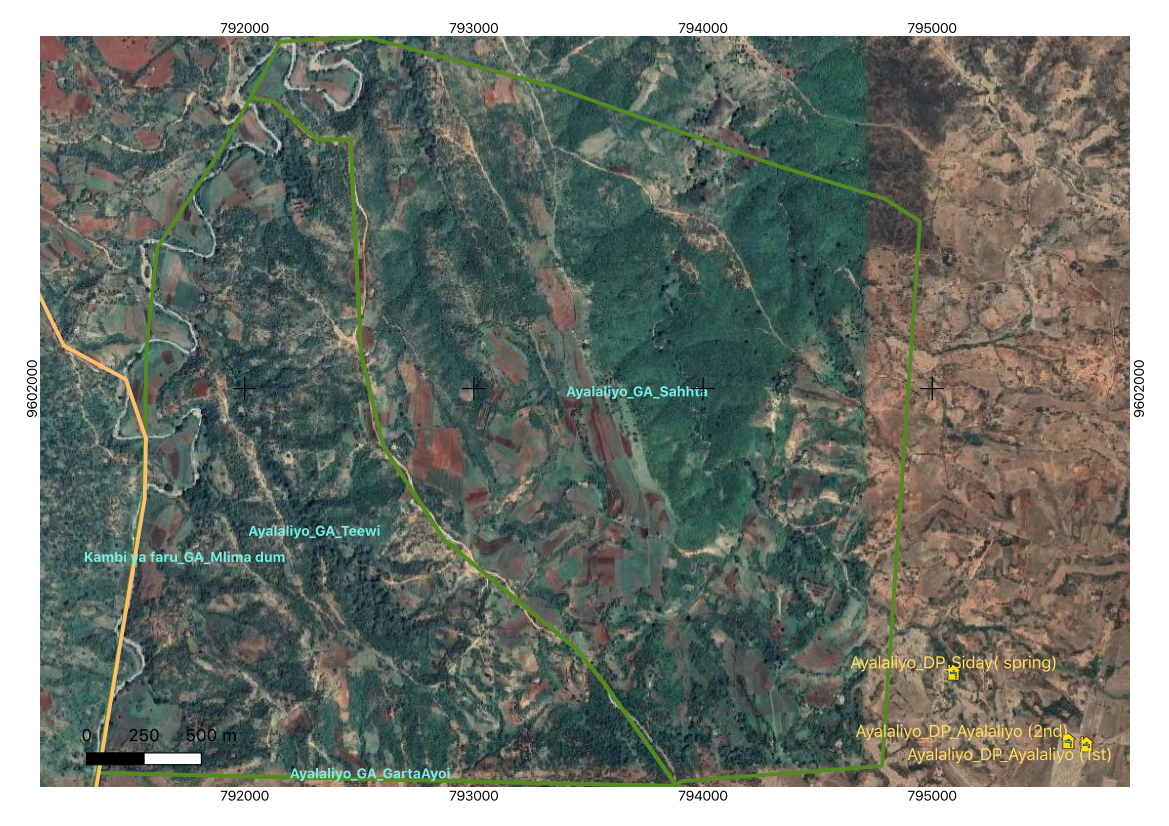 792000 793000 794000 795000
9602000
9602000
Ayalaliyo_GA_Sahhta
Ayalaliyo_GA_Teewi
Kambi ya faru_GA_Mlima dum
Ayalaliyo_DP_Siday( spring)
Ayalaliyo_DP_Ayalaliyo (2nd)
Ayalaliyo_DP_Ayalaliyo (1st)
0 250 500 m
Ayalaliyo_GA_GartaAyoi
792000 793000 794000 795000